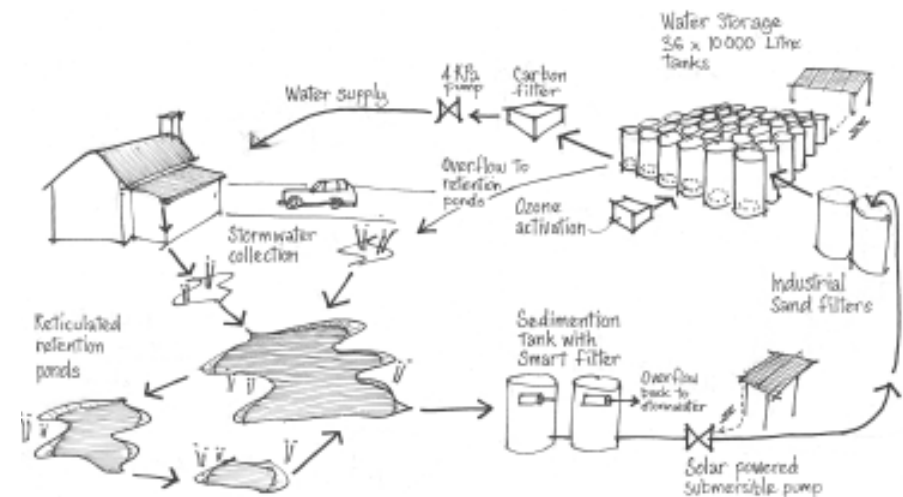 Water Storage
36 x 10000 Litre
tanks
4 KPa
pump
Carbon
filter
Water supply
Overflow to
retention
ponds
Ozone
activation
Stormwater
collection
Industrial
Sand filters
Reticulated
retention
ponds
Sedimention
Tank with
Smart filter
Overflow
back to
stormwater
Solar powered
submersible pump